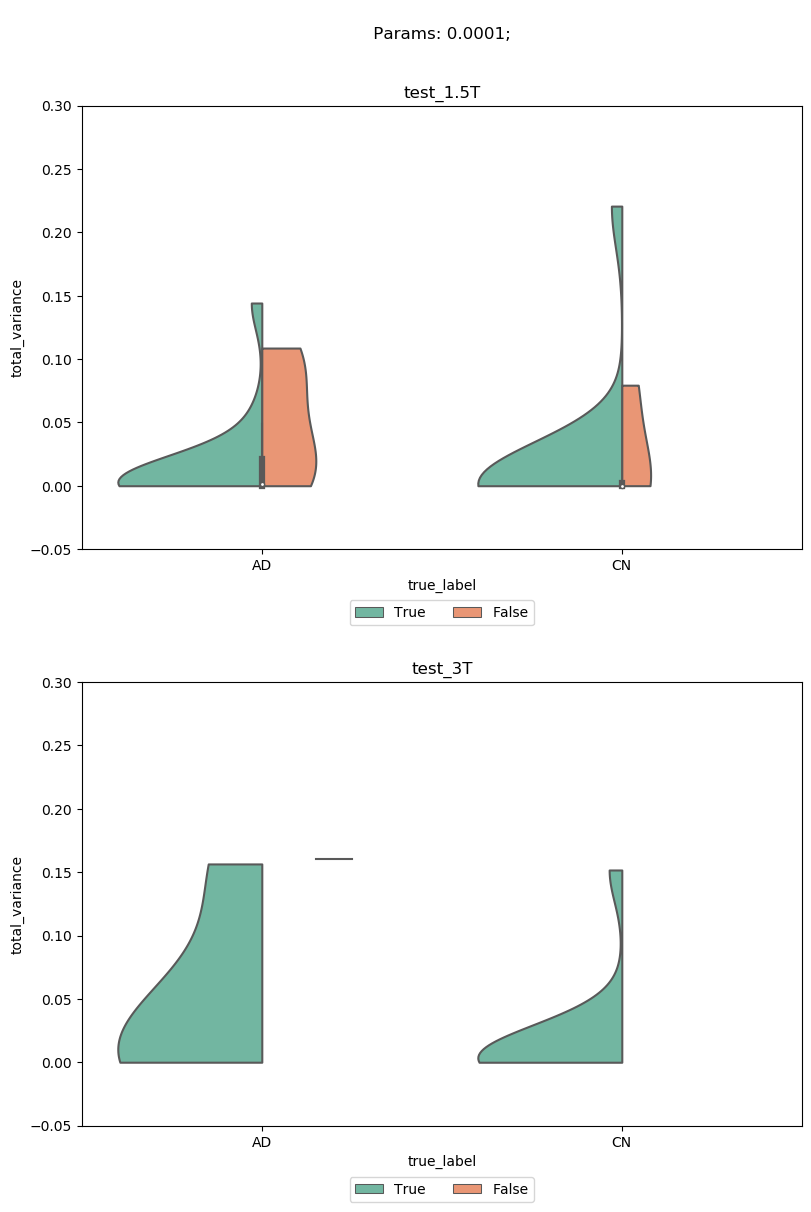 Params: 0.0001;
test_1.5T
0.30
0.25
0.20
0.15
0.10
0.05
0.00
−0.05
total_variance
AD CN
true_label
True False
test_3T
0.30
0.25
0.20
0.15
0.10
0.05
0.00
−0.05
total_variance
AD CN
true_label
True False